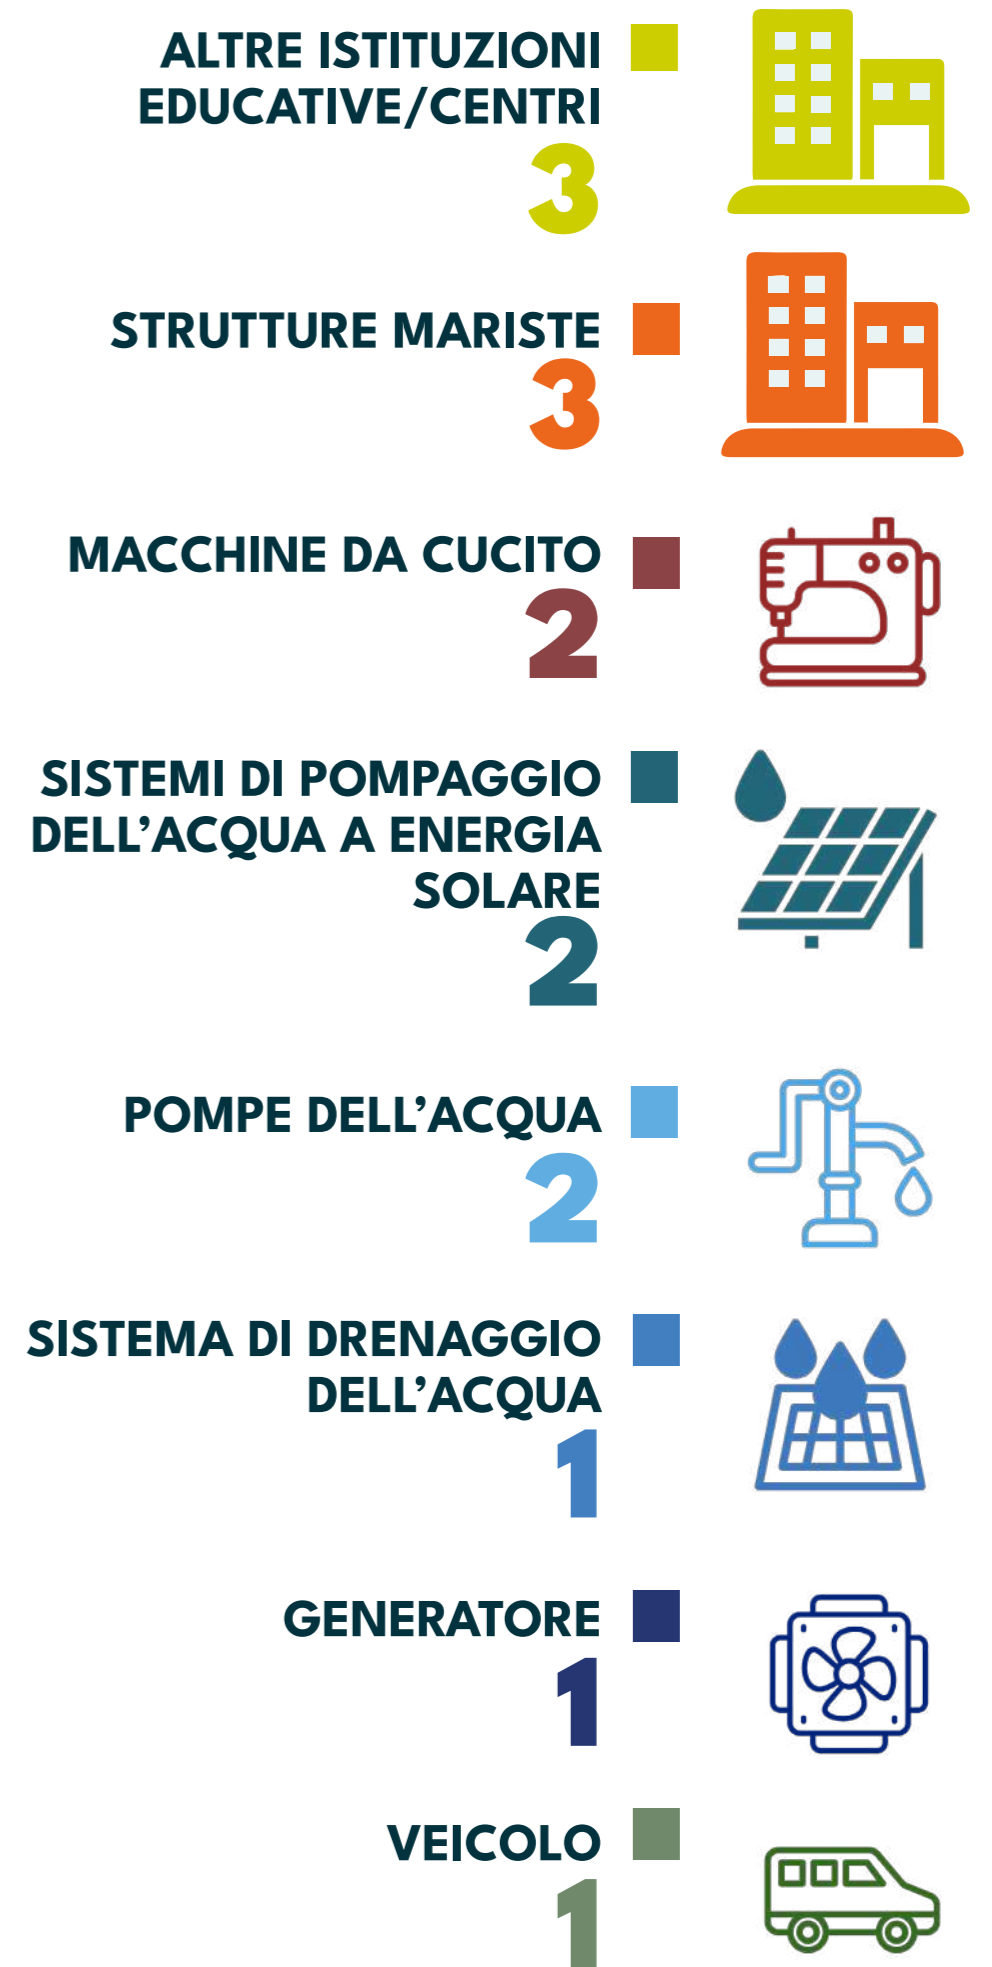 ALTRE ISTITUZIONI
EDUCATIVE/CENTRI
3
STRUTTURE MARISTE
3
MACCHINE DA CUCITO
2
SISTEMI DI POMPAGGIO
DELL’ACQUA A ENERGIA
SOLARE
2
POMPE DELL’ACQUA
2
SISTEMA DI DRENAGGIO
DELL’ACQUA
1
GENERATORE
1
VEICOLO
1